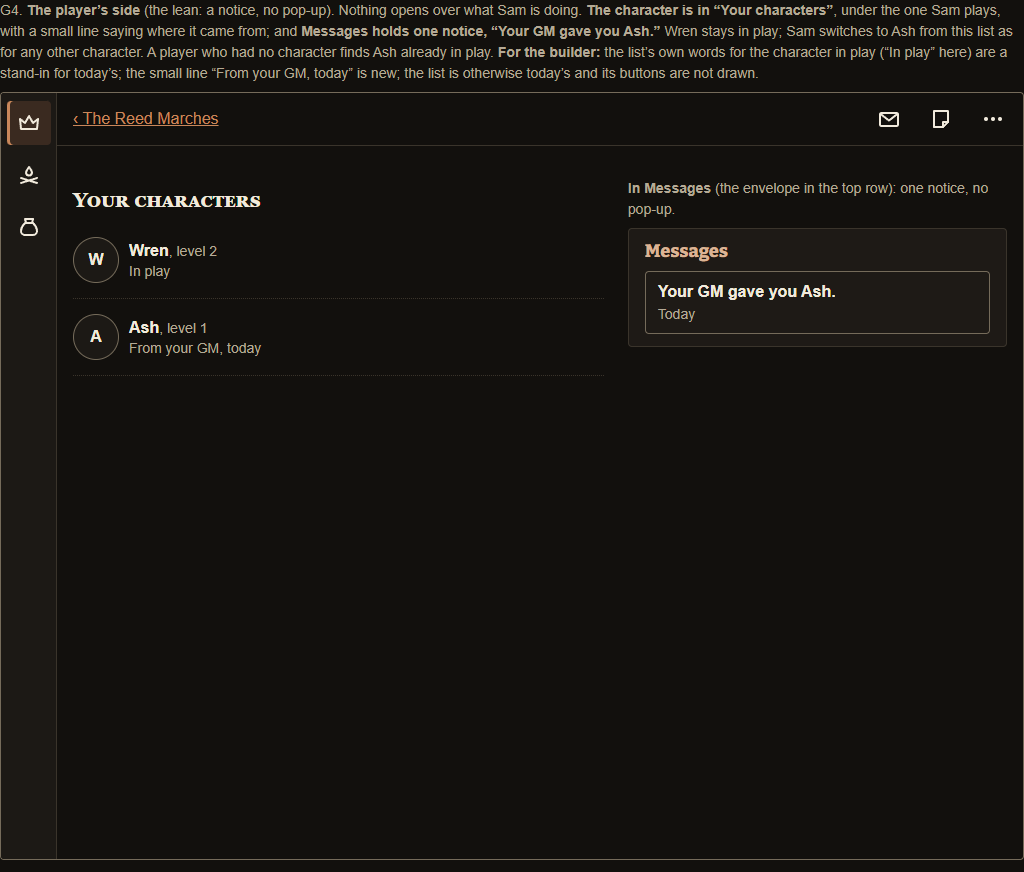 G4. The player’s side (the lean: a notice, no pop-up). Nothing opens over what Sam is doing. The character is in “Your characters”, under the one Sam plays,
with a small line saying where it came from; and Messages holds one notice, “Your GM gave you Ash.” Wren stays in play; Sam switches to Ash from this list as
for any other character. A player who had no character finds Ash already in play. For the builder: the list’s own words for the character in play (“In play” here) are a
stand-in for today’s; the small line “From your GM, today” is new; the list is otherwise today’s and its buttons are not drawn.
‹ The Reed Marches
Your characters
W
Wren, level 2
In play
A
Ash, level 1
From your GM, today
In Messages (the envelope in the top row): one notice, no
pop-up.
Messages
Your GM gave you Ash.
Today